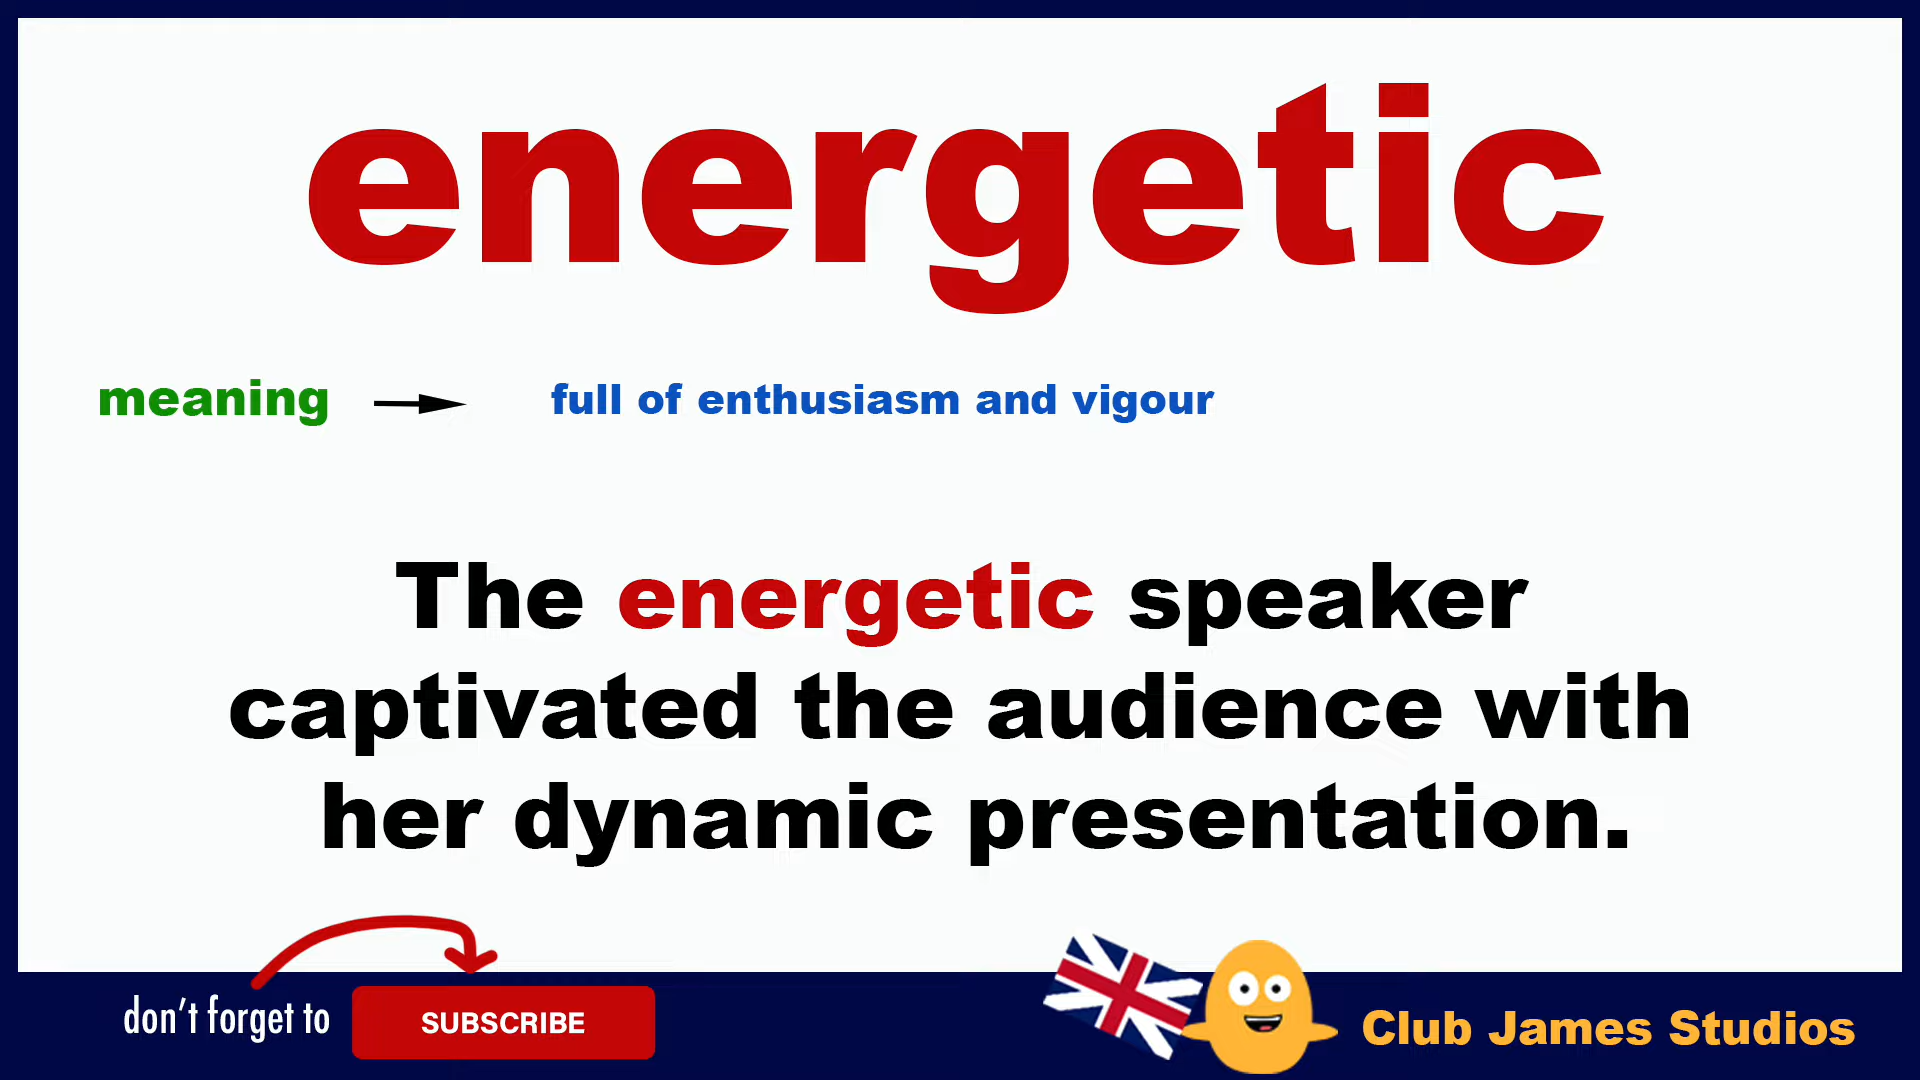 energetic
meaning
full of enthusiasm and vigour
The energetic speaker
captivated the audience with
her dynamic presentation.
don't forget to
SUBSCRIBE
Club James Studios